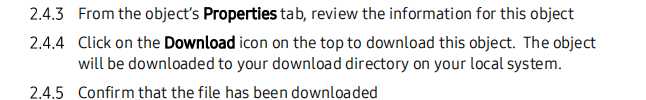 2.4.3 From the object's Properties tab, review the information for this object
2.4.4 Click on the Download icon on the top to download this object. The object
will be downloaded to your download directory on your local system.
2.4.5 Confirm that the file has been downloaded